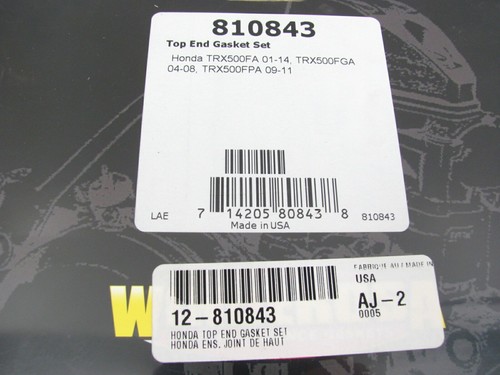 810843
Top End Gasket Set
Honda TRX500FA 01-14, TRX500FGA
04-08, TRX500FPA 09-11
LAE
7 14205 80843 8
810843
Made in USA
FABRIQUE AU / MADE IN
USA
12-810843
AJ-2
0005
HONDA TOP END GASKET SET
HONDA ENS. JOINT DE HAUT